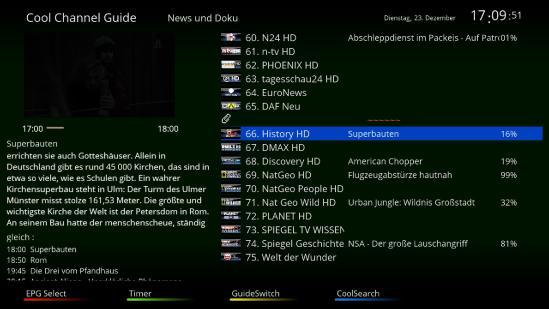 Cool Channel Guide
News und Doku
Dienstag, 23. Dezember
17:09:51
17:00
18:00
Superbauten
errichten sie auch Gotteshäuser. Allein in
Deutschland gibt es rund 45 000 Kirchen, das sind in
etwa so viele, wie es Schulen gibt. Ein wahrer
Kirchensuperbau steht in Ulm: Der Turm des Ulmer
Münster misst stolze 161,53 Meter. Die größte und
wichtigste Kirche der Welt ist der Petersdom in Rom.
An seinem Bau hatte der menschenscheue, ständig
gleich :
18:00 Superbauten
18:50 Rom
19:45 Die Drei vom Pfandhaus
60. N24 HD Abschleppdienst im Packeis - Auf Patr 01%
61. n-tv HD
62. PHOENIX HD
63. tagesschau24 HD
64. EuroNews
65. DAF Neu
66. History HD Superbauten 16%
67. DMAX HD
68. Discovery HD American Chopper 19%
69. NatGeo HD Flugzeugabstürze hautnah 99%
70. NatGeo People HD
71. Nat Geo Wild HD Urban Jungle: Wildnis Großstadt 32%
72. PLANET HD
73. SPIEGEL TV WISSEN
74. Spiegel Geschichte NSA - Der große Lauschangriff 81%
75. Welt der Wunder
EPG Select
Timer
GuideSwitch
CoolSearch